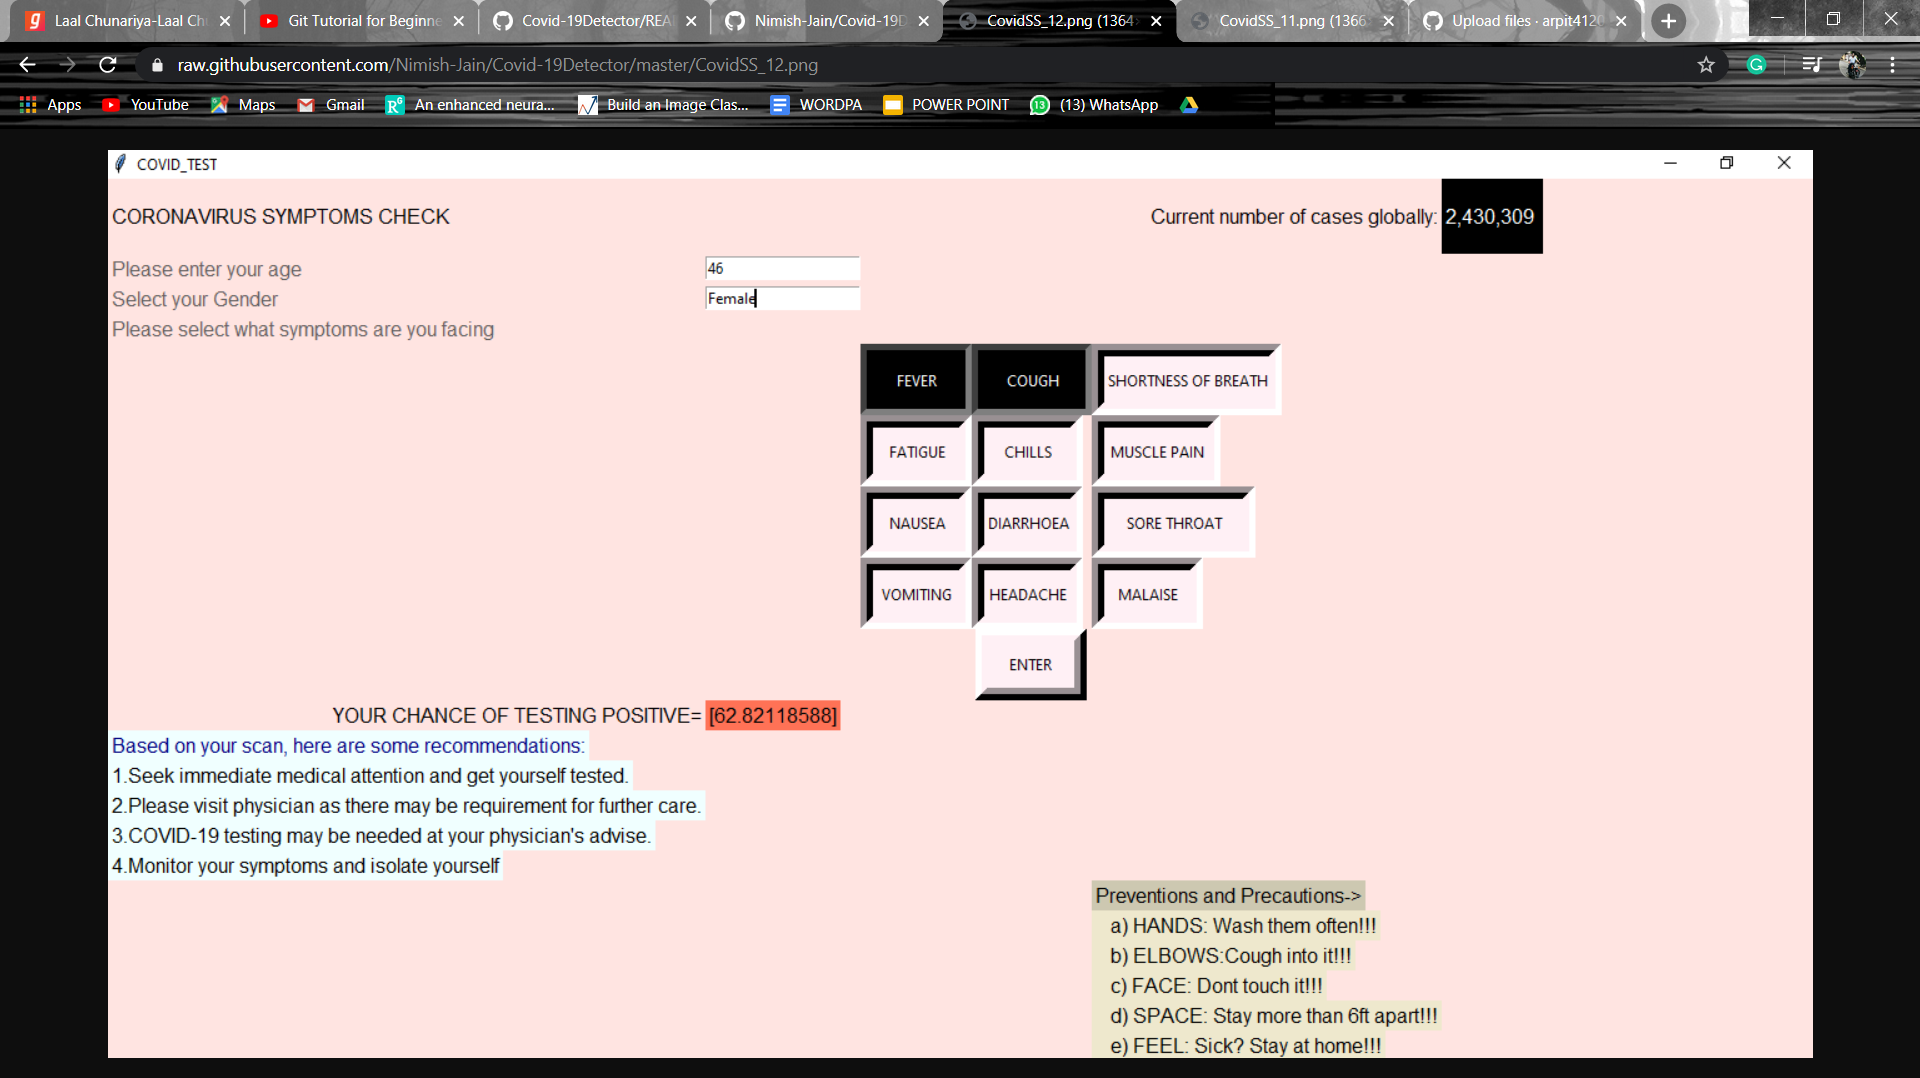 Laal Chunariya-Laal Ch
Git Tutorial for Beginne
Covid-19Detector/REA
Nimish-Jain/Covid-19D
CovidSS_12.png (1364
CovidSS_11.png (1366
Upload files · arpit412
raw.githubusercontent.com/Nimish-Jain/Covid-19Detector/master/CovidSS_12.png
Apps YouTube Maps Gmail An enhanced neura... Build an Image Clas... WORDPA POWER POINT (13) WhatsApp
COVID_TEST
CORONAVIRUS SYMPTOMS CHECK
Current number of cases globally: 2,430,309
Please enter your age 46
Select your Gender Female
Please select what symptoms are you facing
FEVER COUGH SHORTNESS OF BREATH
FATIGUE CHILLS MUSCLE PAIN
NAUSEA DIARRHOEA SORE THROAT
VOMITING HEADACHE MALAISE
ENTER
YOUR CHANCE OF TESTING POSITIVE= [62.82118588]
Based on your scan, here are some recommendations:
1.Seek immediate medical attention and get yourself tested.
2.Please visit physician as there may be requirement for further care.
3.COVID-19 testing may be needed at your physician's advise.
4.Monitor your symptoms and isolate yourself
Preventions and Precautions->
a) HANDS: Wash them often!!!
b) ELBOWS:Cough into it!!!
c) FACE: Dont touch it!!!
d) SPACE: Stay more than 6ft apart!!!
e) FEEL: Sick? Stay at home!!!